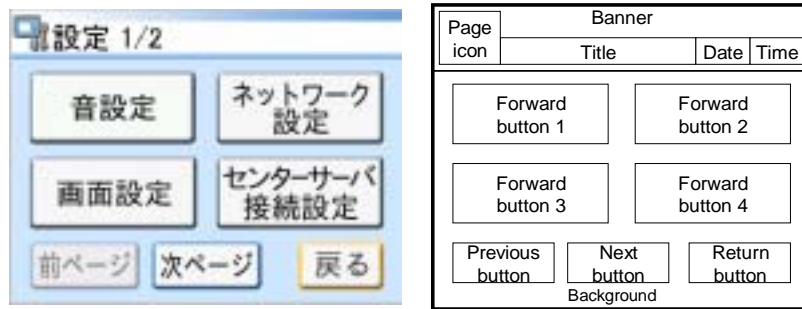 設定 1/2
音設定
ネットワーク
設定
画面設定
センターサーバ
接続設定
前ページ
次ページ
戻る
Page
icon
Banner
Title
Date
Time
Forward
button 1
Forward
button 2
Forward
button 3
Forward
button 4
Previous
button
Next
button
Return
button
Background